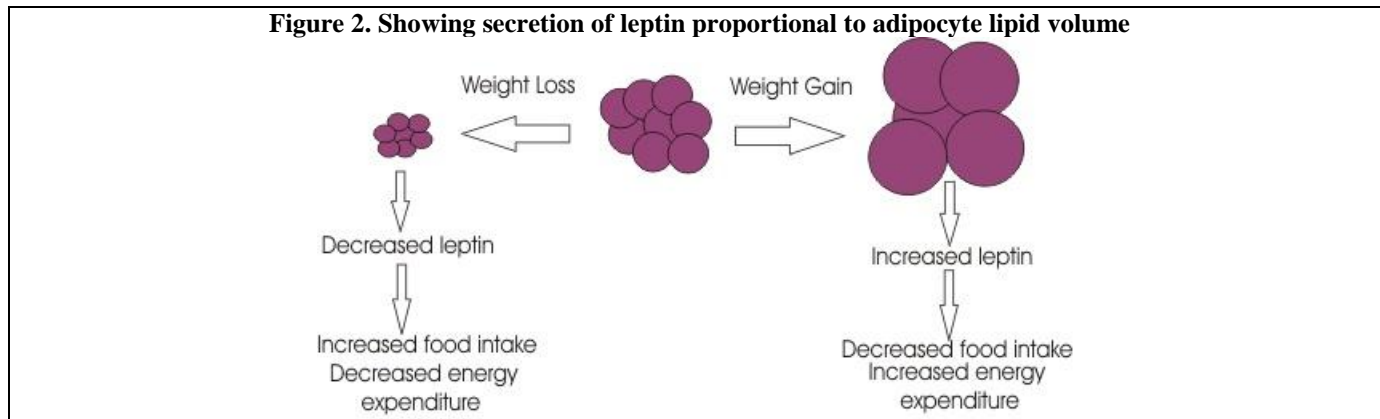 Figure 2. Showing secretion of leptin proportional to adipocyte lipid volume
Weight Loss
Weight Gain
Decreased leptin
Increased food intake
Decreased energy
expenditure
Increased leptin
Decreased food intake
Increased energy
expenditure